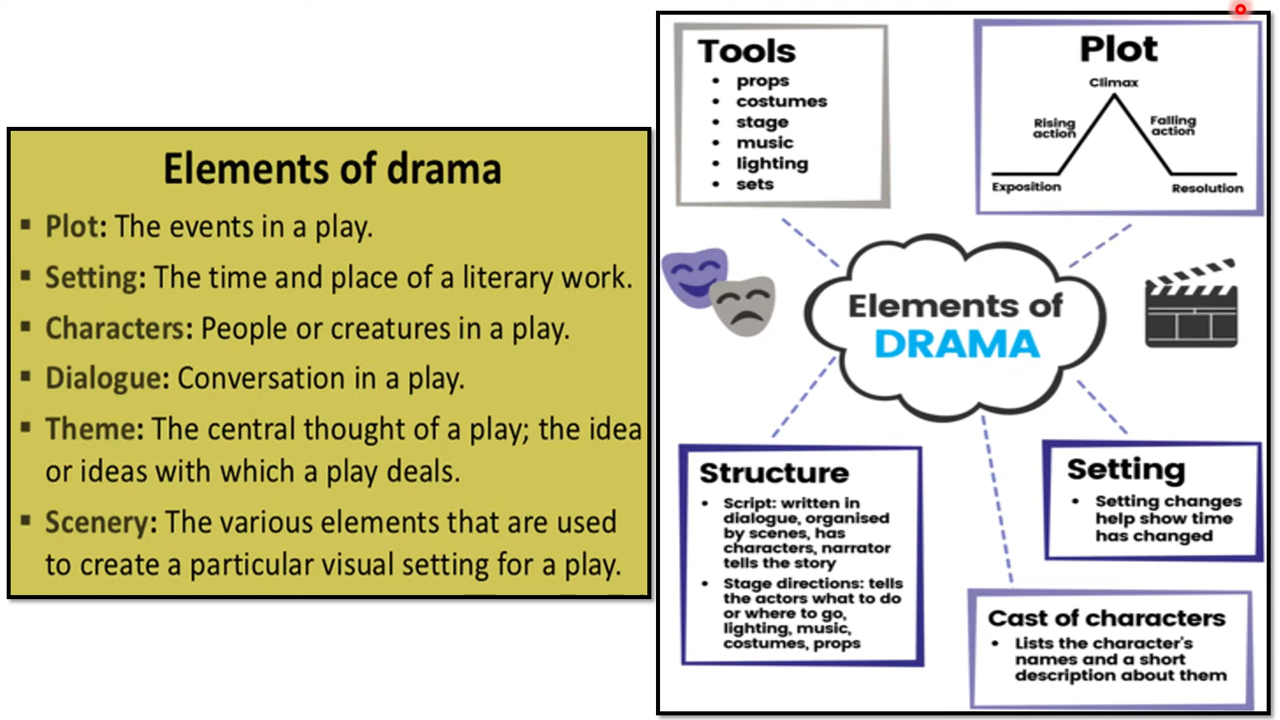 Elements of drama
▪ Plot: The events in a play.
▪ Setting: The time and place of a literary work.
▪ Characters: People or creatures in a play.
▪ Dialogue: Conversation in a play.
▪ Theme: The central thought of a play; the idea
or ideas with which a play deals.
▪ Scenery: The various elements that are used
to create a particular visual setting for a play.
Tools
• props
• costumes
• stage
• music
• lighting
• sets
Plot
Climax
Rising
action
Falling
action
Exposition
Resolution
Elements of
DRAMA
Structure
• Script: written in
dialogue, organised
by scenes, has
characters, narrator
tells the story
• Stage directions: tells
the actors what to do
or where to go,
lighting, music,
costumes, props
Setting
• Setting changes
help show time
has changed
Cast of characters
• Lists the character's
names and a short
description about them